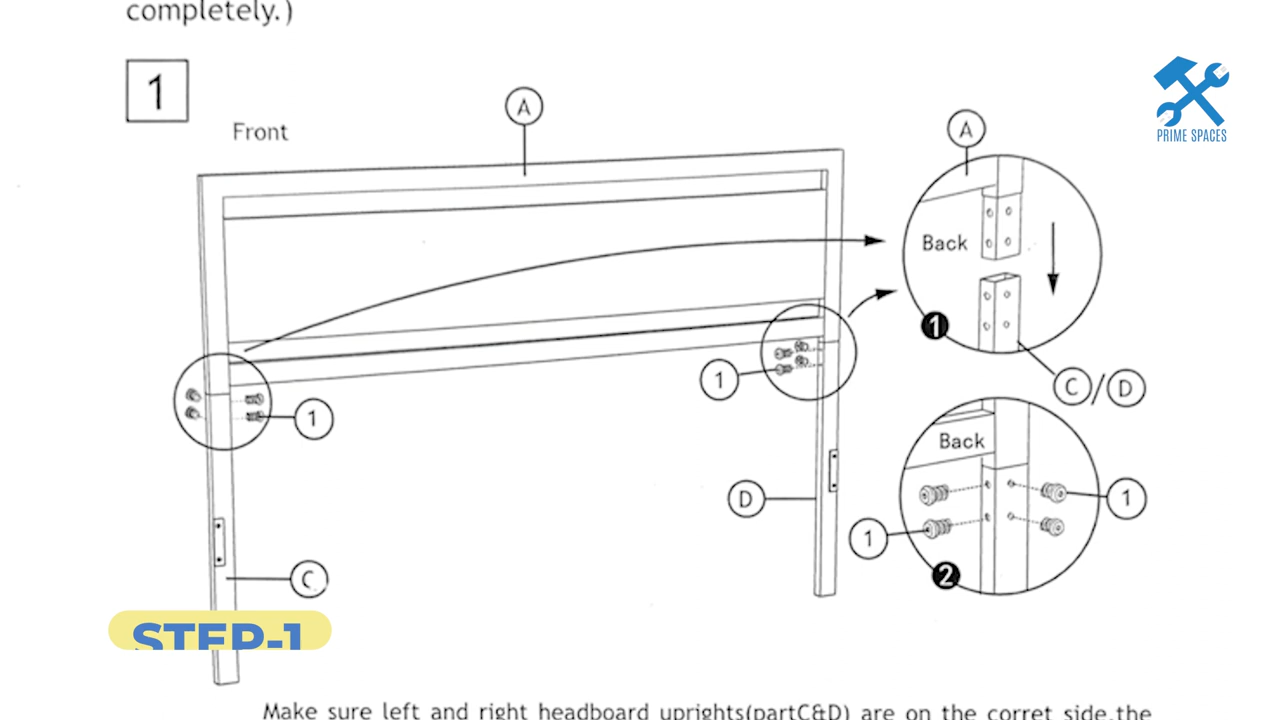 completely.)
1
Front
A
A
PRIME SPACES
Back
1
C/D
1
1
Back
1
D
1
2
C
STEP-1
Make sure left and right headboard uprights(partC&D) are on the corret side,the